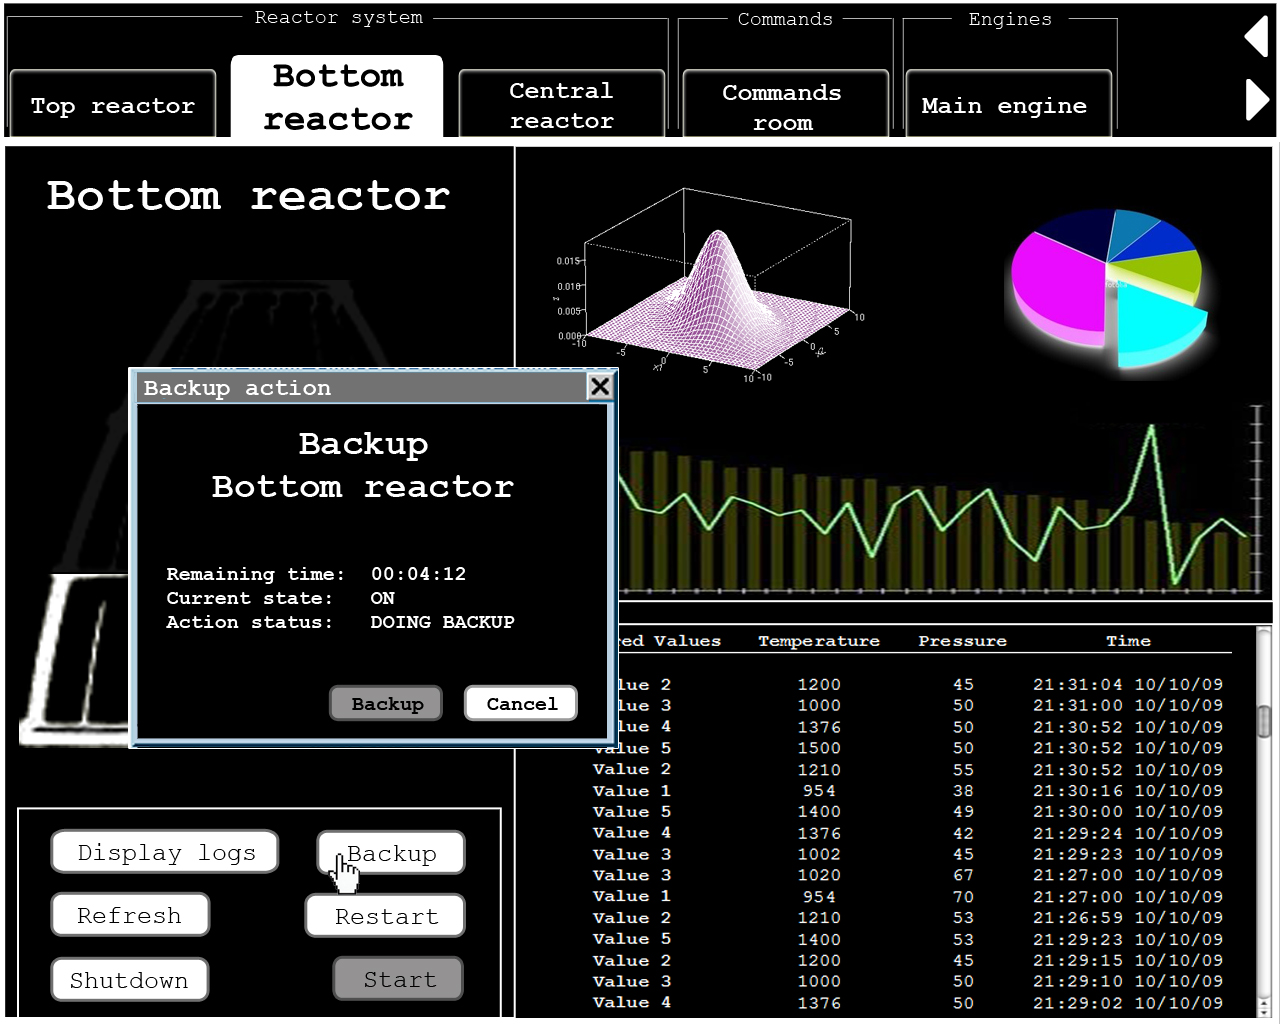 Reactor system
Commands
Engines
Top reactor
Bottom
reactor
Central
reactor
Commands
room
Main engine
Bottom reactor
0.015
0.010
0.005
0.000
-10
-5
0
5
10
x1
-10
-5
0
5
10
x2
z
Backup action
Backup
Bottom reactor
Remaining time: 00:04:12
Current state: ON
Action status: DOING BACKUP
Backup
Cancel
Display logs
Backup
Refresh
Restart
Shutdown
Start
red Values Temperature Pressure Time
lue 2 1200 45 21:31:04 10/10/09
lue 3 1000 50 21:31:00 10/10/09
lue 4 1376 50 21:30:52 10/10/09
Value 5 1500 50 21:30:52 10/10/09
Value 2 1210 55 21:30:52 10/10/09
Value 1 954 38 21:30:16 10/10/09
Value 5 1400 49 21:30:00 10/10/09
Value 4 1376 42 21:29:24 10/10/09
Value 3 1002 45 21:29:23 10/10/09
Value 3 1020 67 21:27:00 10/10/09
Value 1 954 70 21:27:00 10/10/09
Value 2 1210 53 21:26:59 10/10/09
Value 5 1400 53 21:29:23 10/10/09
Value 2 1200 45 21:29:15 10/10/09
Value 3 1000 50 21:29:10 10/10/09
Value 4 1376 50 21:29:02 10/10/09